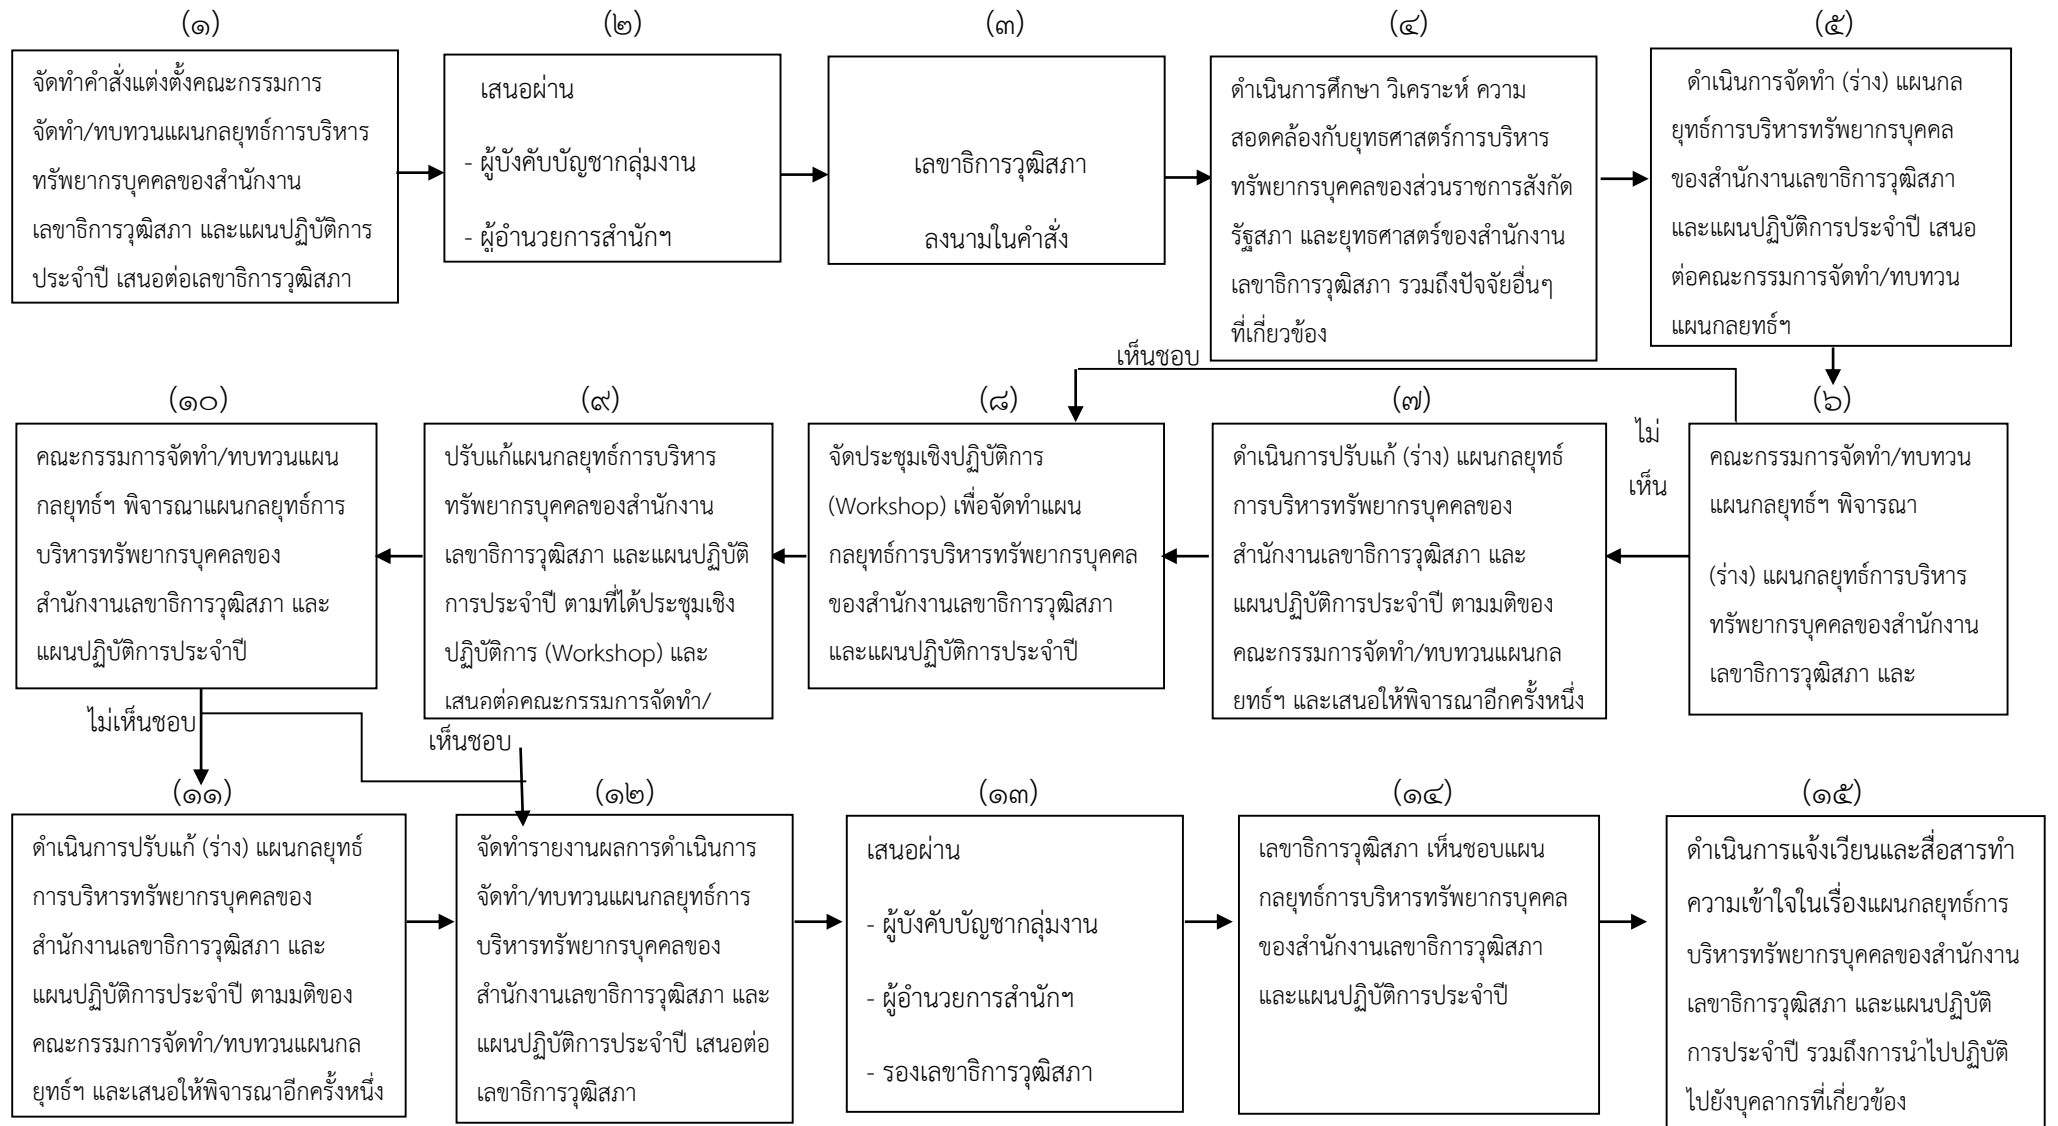 (๑)
จัดทำคำสั่งแต่งตั้งคณะกรรมการ
จัดทำ/ทบทวนแผนกลยุทธ์การบริหาร
ทรัพยากรบุคคลของสำนักงาน
เลขาธิการวุฒิสภา และแผนปฏิบัติการ
ประจำปี เสนอต่อเลขาธิการวุฒิสภา
(๒)
เสนอผ่าน
- ผู้บังคับบัญชากลุ่มงาน
- ผู้อำนวยการสำนักฯ
(๓)
เลขาธิการวุฒิสภา
ลงนามในคำสั่ง
(๔)
ดำเนินการศึกษา วิเคราะห์ ความ
สอดคล้องกับยุทธศาสตร์การบริหาร
ทรัพยากรบุคคลของส่วนราชการสังกัด
รัฐสภา และยุทธศาสตร์ของสำนักงาน
เลขาธิการวุฒิสภา รวมถึงปัจจัยอื่นๆ
ที่เกี่ยวข้อง
(๕)
ดำเนินการจัดทำ (ร่าง) แผนกล
ยุทธ์การบริหารทรัพยากรบุคคล
ของสำนักงานเลขาธิการวุฒิสภา
และแผนปฏิบัติการประจำปี เสนอ
ต่อคณะกรรมการจัดทำ/ทบทวน
แผนกลยุทธ์ฯ
เห็นชอบ
(๖)
คณะกรรมการจัดทำ/ทบทวน
แผนกลยุทธ์ฯ พิจารณา
(ร่าง) แผนกลยุทธ์การบริหาร
ทรัพยากรบุคคลของสำนักงาน
เลขาธิการวุฒิสภา และ
ไม่
เห็น
(๗)
ดำเนินการปรับแก้ (ร่าง) แผนกลยุทธ์
การบริหารทรัพยากรบุคคลของ
สำนักงานเลขาธิการวุฒิสภา และ
แผนปฏิบัติการประจำปี ตามมติของ
คณะกรรมการจัดทำ/ทบทวนแผนกล
ยุทธ์ฯ และเสนอให้พิจารณาอีกครั้งหนึ่ง
(๘)
จัดประชุมเชิงปฏิบัติการ
(Workshop) เพื่อจัดทำแผน
กลยุทธ์การบริหารทรัพยากรบุคคล
ของสำนักงานเลขาธิการวุฒิสภา
และแผนปฏิบัติการประจำปี
(๙)
ปรับแก้แผนกลยุทธ์การบริหาร
ทรัพยากรบุคคลของสำนักงาน
เลขาธิการวุฒิสภา และแผนปฏิบัติ
การประจำปี ตามที่ได้ประชุมเชิง
ปฏิบัติการ (Workshop) และ
เสนอต่อคณะกรรมการจัดทำ/
(๑๐)
คณะกรรมการจัดทำ/ทบทวนแผน
กลยุทธ์ฯ พิจารณาแผนกลยุทธ์การ
บริหารทรัพยากรบุคคลของ
สำนักงานเลขาธิการวุฒิสภา และ
แผนปฏิบัติการประจำปี
ไม่เห็นชอบ
เห็นชอบ
(๑๑)
ดำเนินการปรับแก้ (ร่าง) แผนกลยุทธ์
การบริหารทรัพยากรบุคคลของ
สำนักงานเลขาธิการวุฒิสภา และ
แผนปฏิบัติการประจำปี ตามมติของ
คณะกรรมการจัดทำ/ทบทวนแผนกล
ยุทธ์ฯ และเสนอให้พิจารณาอีกครั้งหนึ่ง
(๑๒)
จัดทำรายงานผลการดำเนินการ
จัดทำ/ทบทวนแผนกลยุทธ์การ
บริหารทรัพยากรบุคคลของ
สำนักงานเลขาธิการวุฒิสภา และ
แผนปฏิบัติการประจำปี เสนอต่อ
เลขาธิการวุฒิสภา
(๑๓)
เสนอผ่าน
- ผู้บังคับบัญชากลุ่มงาน
- ผู้อำนวยการสำนักฯ
- รองเลขาธิการวุฒิสภา
(๑๔)
เลขาธิการวุฒิสภา เห็นชอบแผน
กลยุทธ์การบริหารทรัพยากรบุคคล
ของสำนักงานเลขาธิการวุฒิสภา
และแผนปฏิบัติการประจำปี
(๑๕)
ดำเนินการแจ้งเวียนและสื่อสารทำ
ความเข้าใจในเรื่องแผนกลยุทธ์การ
บริหารทรัพยากรบุคคลของสำนักงาน
เลขาธิการวุฒิสภา และแผนปฏิบัติ
การประจำปี รวมถึงการนำไปปฏิบัติ
ไปยังบุคลากรที่เกี่ยวข้อง